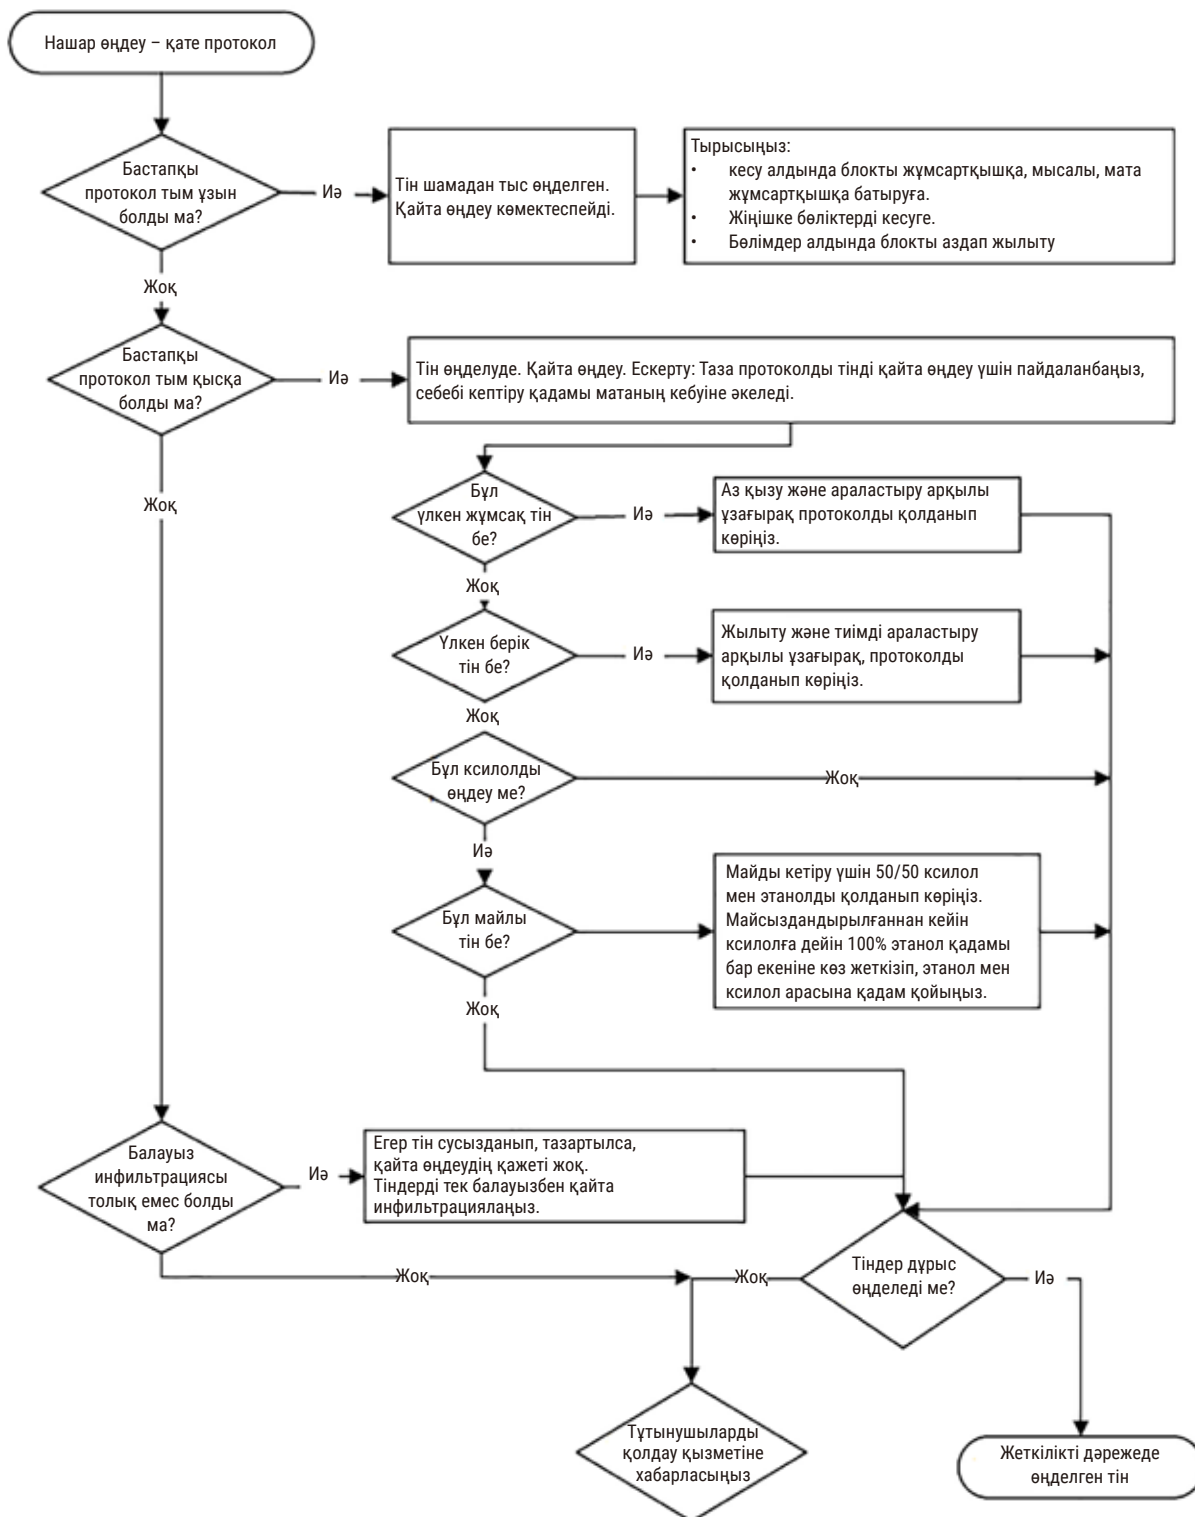 Нашар өңдеу – қате протокол
Бастапқы
протокол тым ұзын
болды ма?
Иә
Тін шамадан тыс өңделген.
Қайта өңдеу көмектеспейді.
Тырысыңыз:
• кесу алдында блокты жұмсартқышқа, мысалы, мата
жұмсартқышқа батыруға.
• Жіңішке бөліктерді кесуге.
• Бөлімдер алдында блокты аздап жылыту
Жоқ
Бастапқы
протокол тым қысқа
болды ма?
Иә
Тін өңделуде. Қайта өңдеу. Ескерту: Таза протоколды тінді қайта өңдеу үшін пайдаланбаңыз,
себебі кептіру қадамы матаның кебуіне әкеледі.
Жоқ
Бұл
үлкен жұмсақ тін
бе?
Иә
Аз қызу және араластыру арқылы
ұзағырақ протоколды қолданып
көріңіз.
Жоқ
Үлкен берік
тін бе?
Иә
Жылыту және тиімді араластыру
арқылы ұзағырақ, протоколды
қолданып көріңіз.
Жоқ
Бұл ксилолды
өңдеу ме?
Жоқ
Иә
Бұл майлы
тін бе?
Майды кетіру үшін 50/50 ксилол
мен этанолды қолданып көріңіз.
Майсыздандырылғаннан кейін
ксилолға дейін 100% этанол қадамы
бар екеніне көз жеткізіп, этанол мен
ксилол арасына қадам қойыңыз.
Жоқ
Балауыз
инфильтрациясы
толық емес болды
ма?
Иә
Егер тін сусызданып, тазартылса,
қайта өңдеудің қажеті жоқ.
Тіндерді тек балауызбен қайта
инфильтрациялаңыз.
Жоқ
Жоқ
Тіндер дұрыс
өңделеді ме?
Иә
Тұтынушыларды
қолдау қызметіне
хабарласыңыз
Жеткілікті дәрежеде
өңделген тін